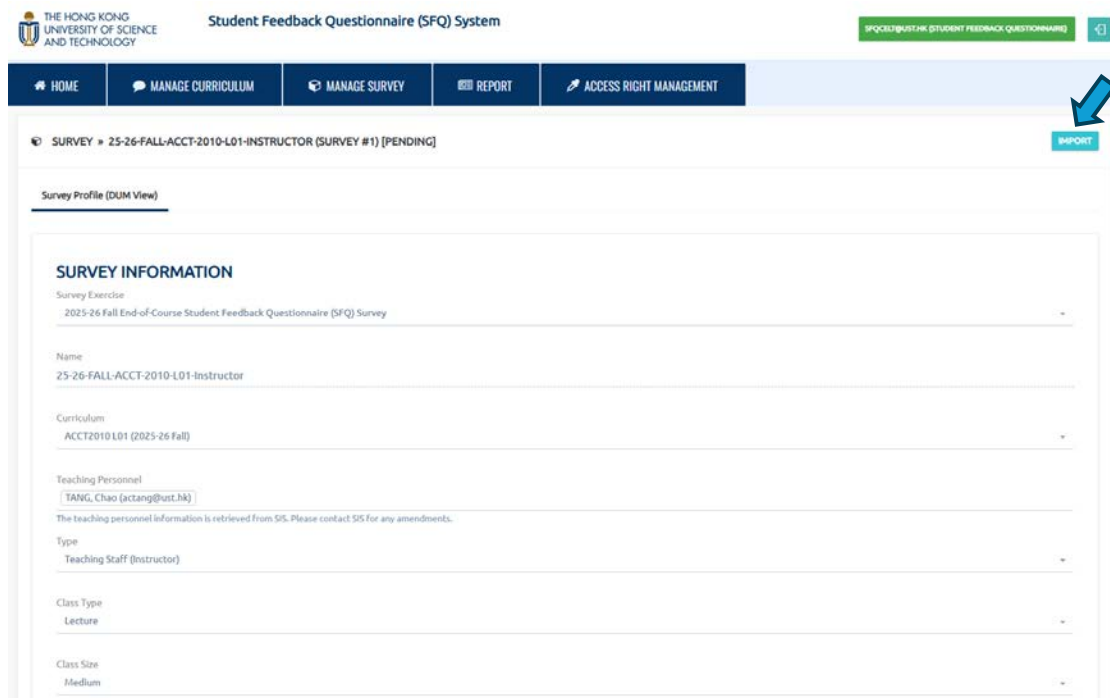 THE HONG KONG
UNIVERSITY OF SCIENCE
AND TECHNOLOGY
Student Feedback Questionnaire (SFQ) System
SFQCELT@UST.HK (STUDENT FEEDBACK QUESTIONNAIRE)
HOME
MANAGE CURRICULUM
MANAGE SURVEY
REPORT
ACCESS RIGHT MANAGEMENT
SURVEY » 25-26-FALL-ACCT-2010-L01-INSTRUCTOR (SURVEY #1) [PENDING]
IMPORT
Survey Profile (DUM View)
SURVEY INFORMATION
Survey Exercise
2025-26 Fall End-of-Course Student Feedback Questionnaire (SFQ) Survey
Name
25-26-FALL-ACCT-2010-L01-Instructor
Curriculum
ACCT2010 L01 (2025-26 Fall)
Teaching Personnel
TANG, Chao (actang@ust.hk)
The teaching personnel information is retrieved from SIS. Please contact SIS for any amendments.
Type
Teaching Staff (Instructor)
Class Type
Lecture
Class Size
Medium